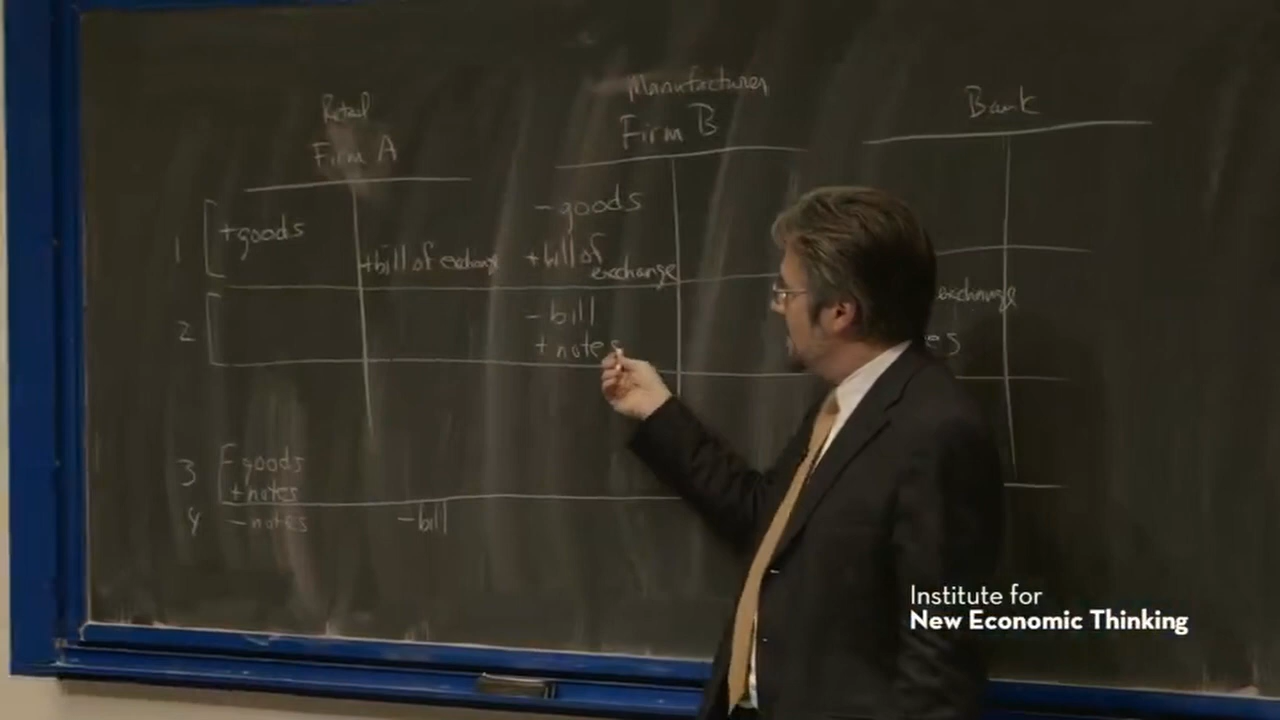 Retail
Firm A
Manufacturer
Firm B
Bank
1
+goods
+bill of exchange
- goods
+bill of
exchange
exchange
2
- bill
+ notes
es
3
- goods
+ notes
4
- notes
- bill
Institute for
New Economic Thinking